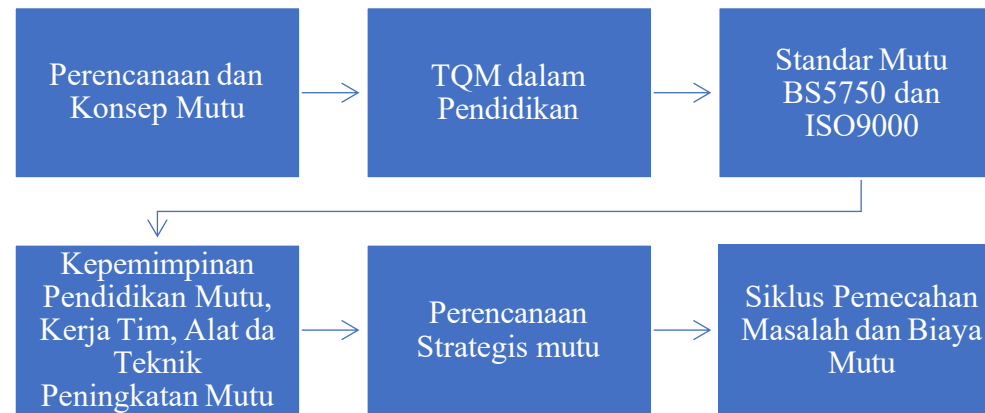 Perencanaan dan
Konsep Mutu
TQM dalam
Pendidikan
Standar Mutu
BS5750 dan
ISO9000
Kepemimpinan
Pendidikan Mutu,
Kerja Tim, Alat da
Teknik
Peningkatan Mutu
Perencanaan
Strategis mutu
Siklus Pemecahan
Masalah dan Biaya
Mutu